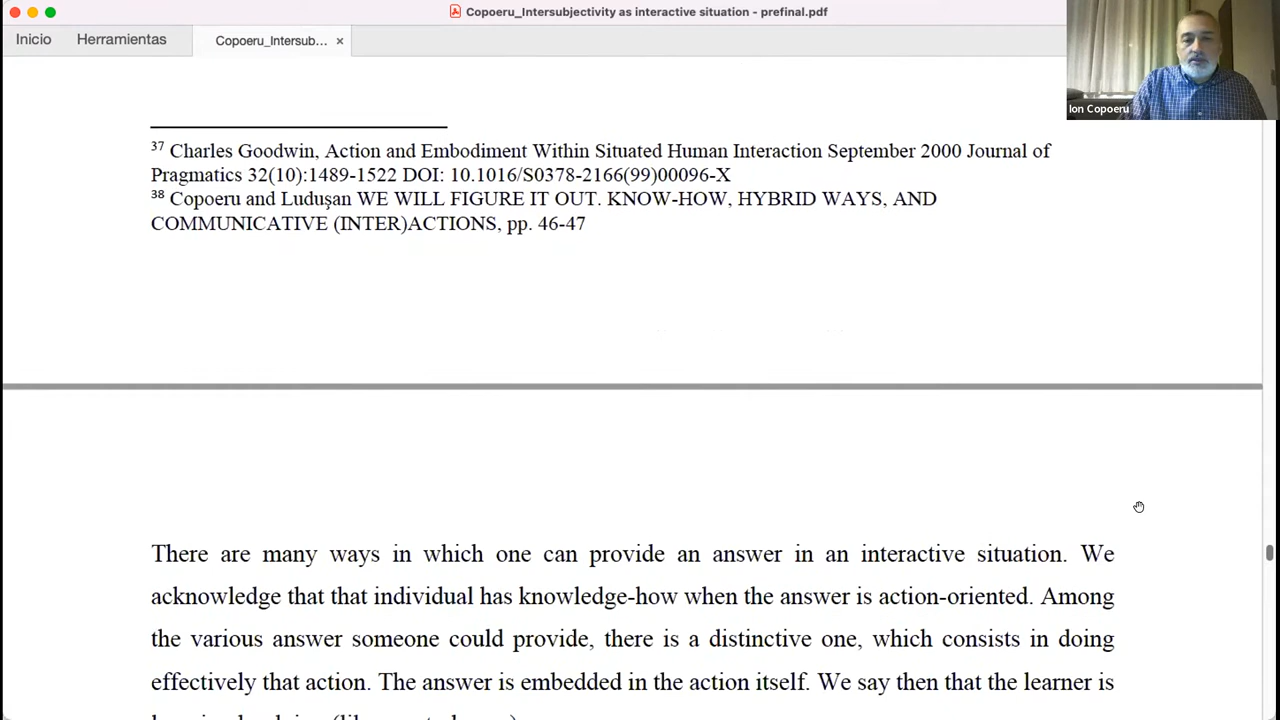 Copoeru_Intersubjectivity as interactive situation - prefinal.pdf
Inicio
Herramientas
Copoeru_Intersub...
×
Ion Copoeru
37 Charles Goodwin, Action and Embodiment Within Situated Human Interaction September 2000 Journal of
Pragmatics 32(10):1489-1522 DOI: 10.1016/S0378-2166(99)00096-X
38 Copoeru and Ludușan WE WILL FIGURE IT OUT. KNOW-HOW, HYBRID WAYS, AND
COMMUNICATIVE (INTER)ACTIONS, pp. 46-47
There are many ways in which one can provide an answer in an interactive situation. We
acknowledge that that individual has knowledge-how when the answer is action-oriented. Among
the various answer someone could provide, there is a distinctive one, which consists in doing
effectively that action. The answer is embedded in the action itself. We say then that the learner is